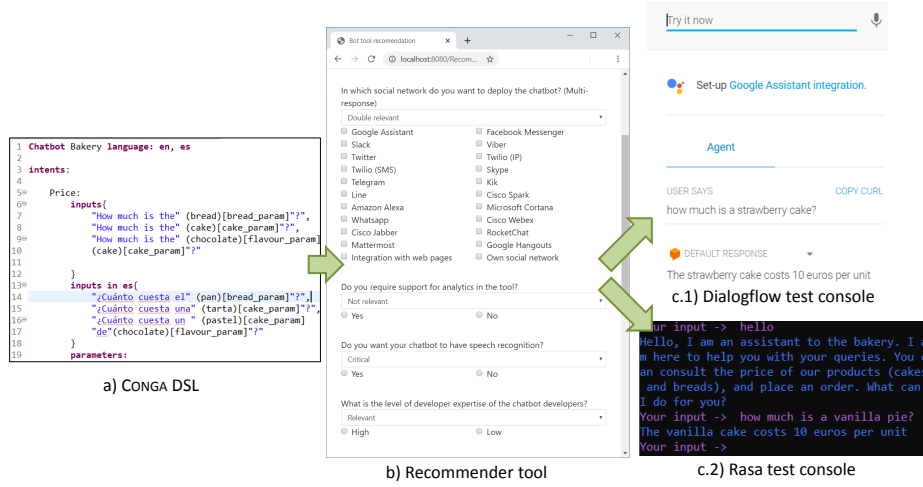 1 Chatbot Bakery language: en, es
2
3 intents:
4
5 Price:
6 inputs{
7 "How much is the" (bread)[bread_param]"?",
8 "How much is the" (cake)[cake_param]"?",
9 "How much is the" (chocolate)[flavour_param]
10 (cake)[cake_param]"?"
11
12 }
13 inputs in es{
14 "¿Cuánto cuesta el" (pan)[bread_param]"?",
15 "¿Cuánto cuesta una" (tarta)[cake_param]"?",
16 "¿Cuánto cuesta un " (pastel)[cake_param]
17 "de"(chocolate)[flavour_param]"?"
18 }
19 parameters:
a) CONGA DSL
Bot tool recomendation
localhost:8080/Recom...
In which social network do you want to deploy the chatbot? (Multi-
response)
Double relevant
Google Assistant Facebook Messenger
Slack Viber
Twitter Twilio (IP)
Twilio (SMS) Skype
Telegram Kik
Line Cisco Spark
Amazon Alexa Microsoft Cortana
Whatsapp Cisco Webex
Cisco Jabber RocketChat
Mattermost Google Hangouts
Integration with web pages Own social network
Do you require support for analytics in the tool?
Not relevant
Yes No
Do you want your chatbot to have speech recognition?
Critical
Yes No
What is the level of developer expertise of the chatbot developers?
Relevant
High Low
b) Recommender tool
Try it now
Set-up Google Assistant integration.
Agent
USER SAYS COPY CURL
how much is a strawberry cake?
DEFAULT RESPONSE
The strawberry cake costs 10 euros per unit
c.1) Dialogflow test console
Your input -> hello
Hello, I am an assistant to the bakery. I a
m here to help you with your queries. You c
an consult the price of our products (cakes
and breads), and place an order. What can
I do for you?
Your input -> how much is a vanilla pie?
The vanilla cake costs 10 euros per unit
Your input ->
c.2) Rasa test console